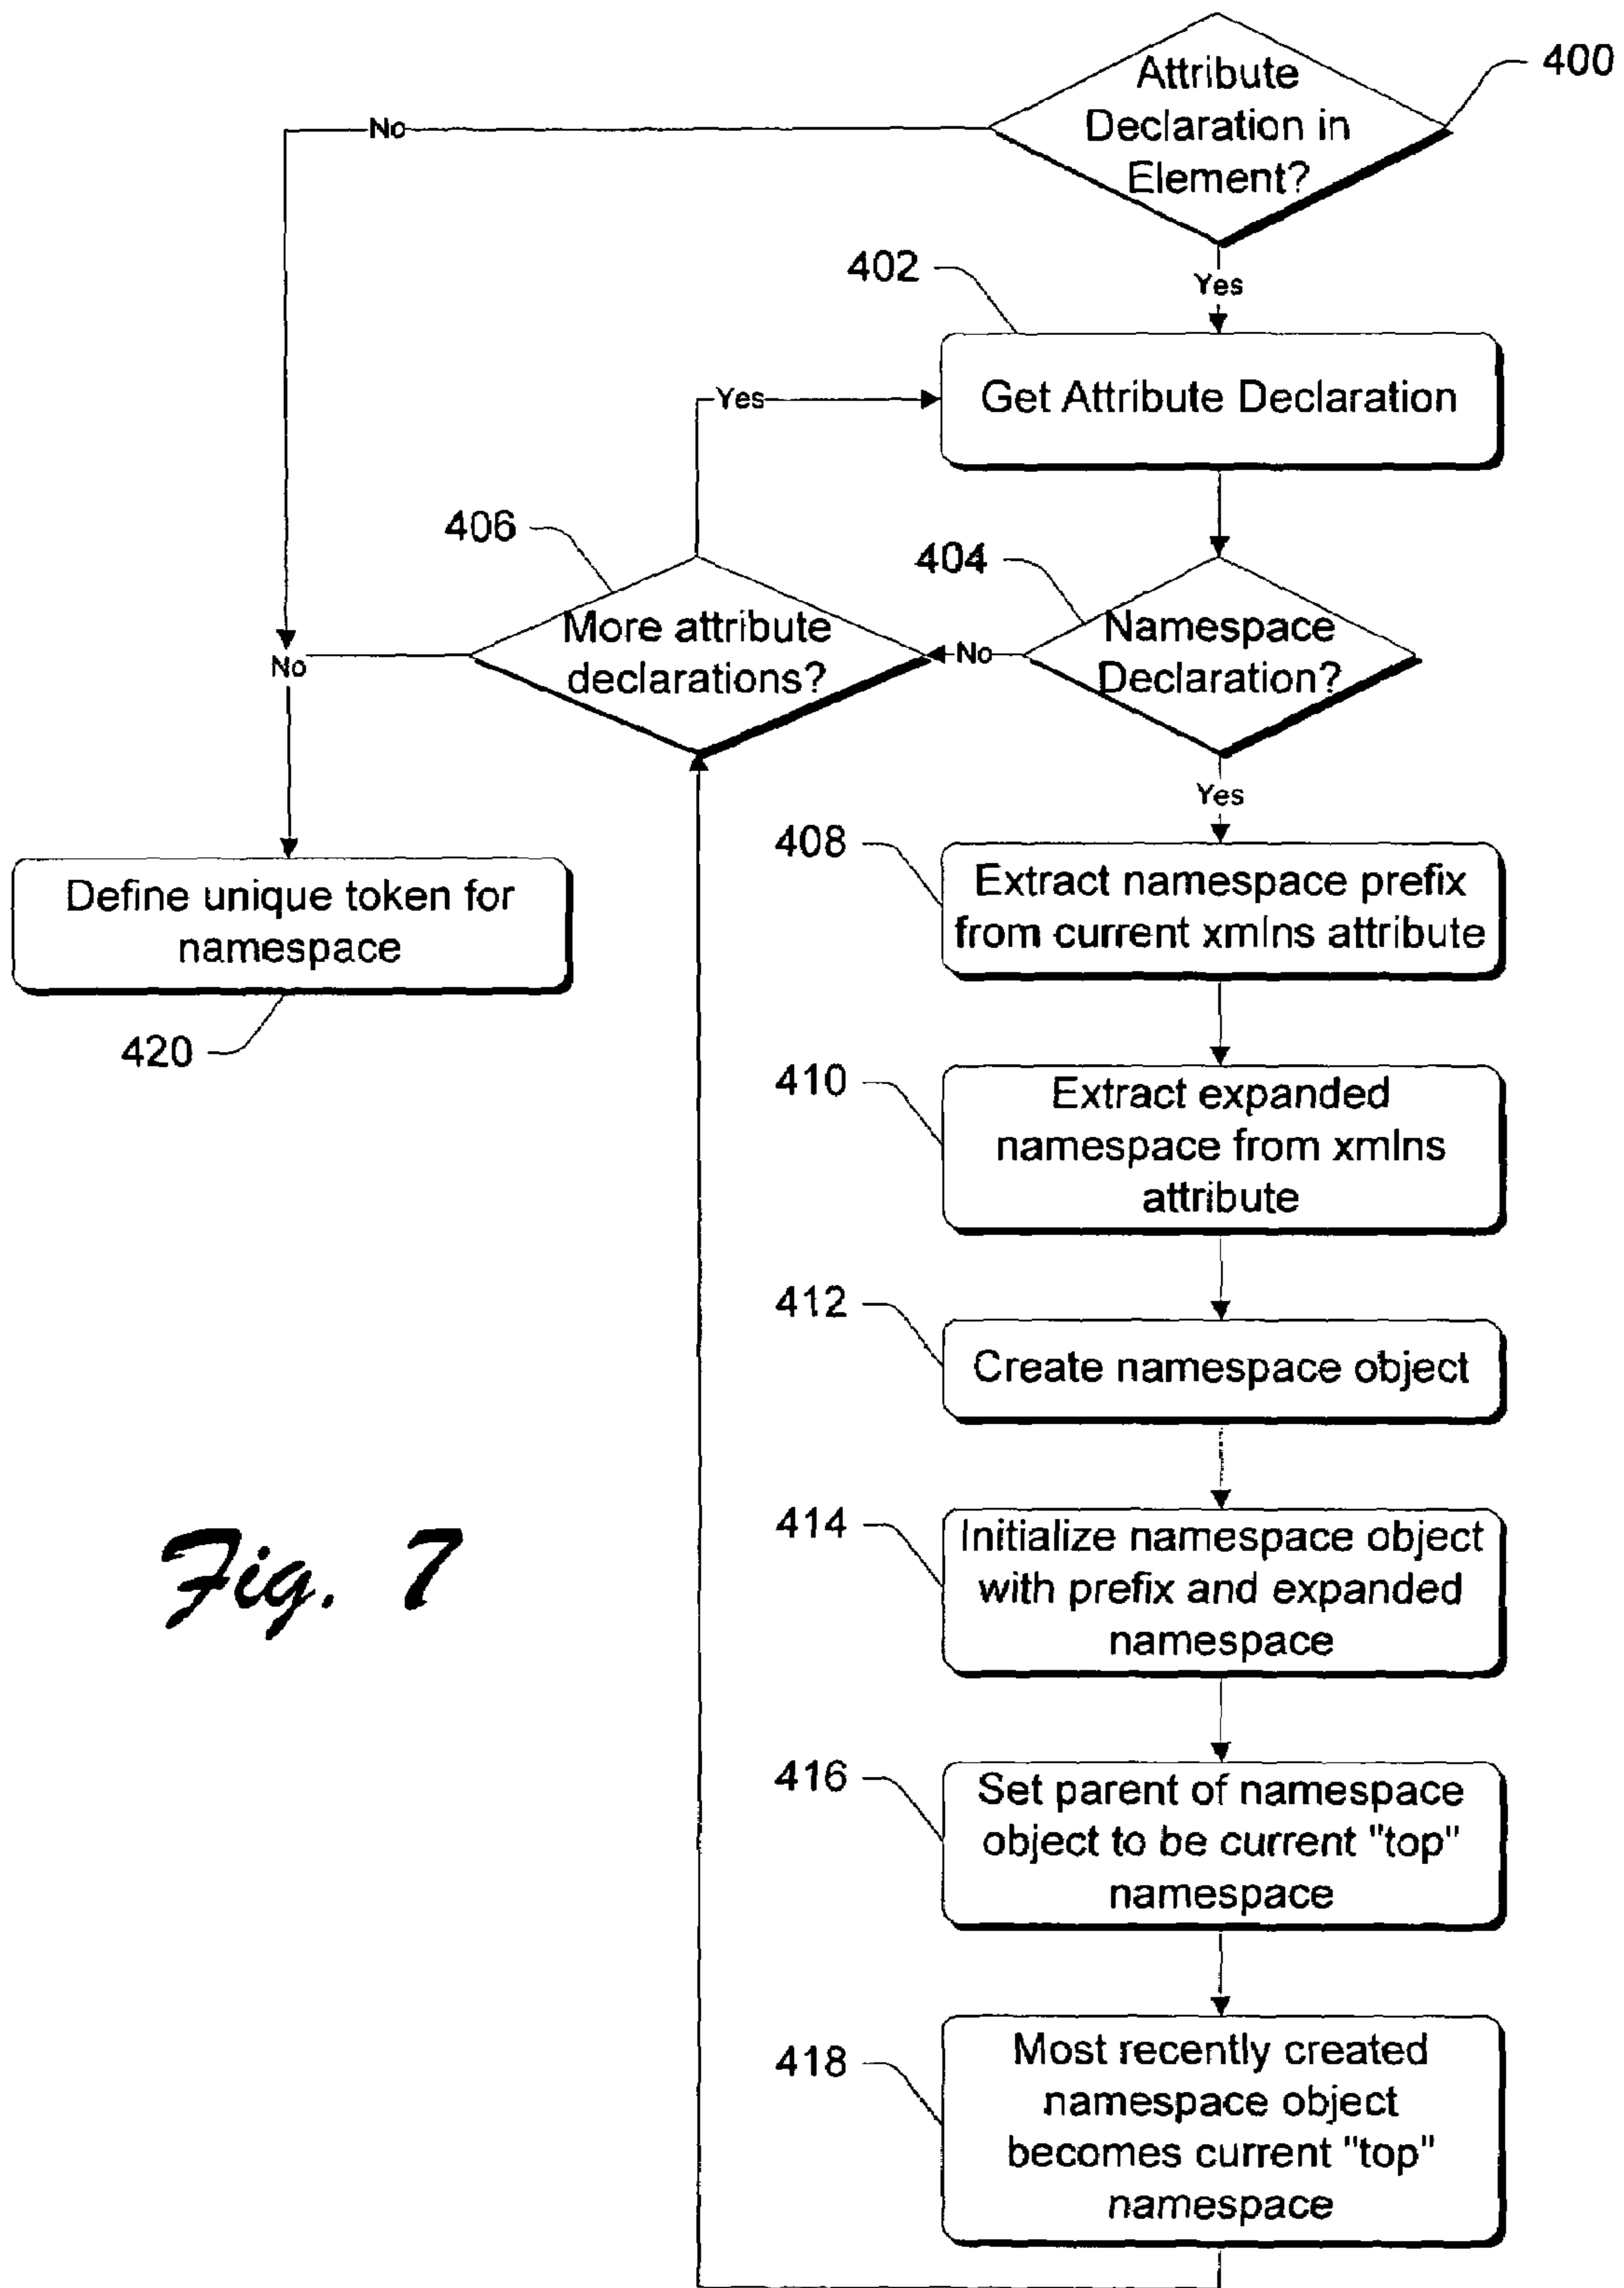 Attribute
Declaration in
Element?
400
No
Yes
402
Get Attribute Declaration
Yes
406
More attribute
declarations?
404
Namespace
Declaration?
No
No
Yes
Define unique token for
namespace
420
408
Extract namespace prefix
from current xmlns attribute
410
Extract expanded
namespace from xmlns
attribute
412
Create namespace object
414
Initialize namespace object
with prefix and expanded
namespace
416
Set parent of namespace
object to be current "top"
namespace
418
Most recently created
namespace object
becomes current "top"
namespace
Fig. 7